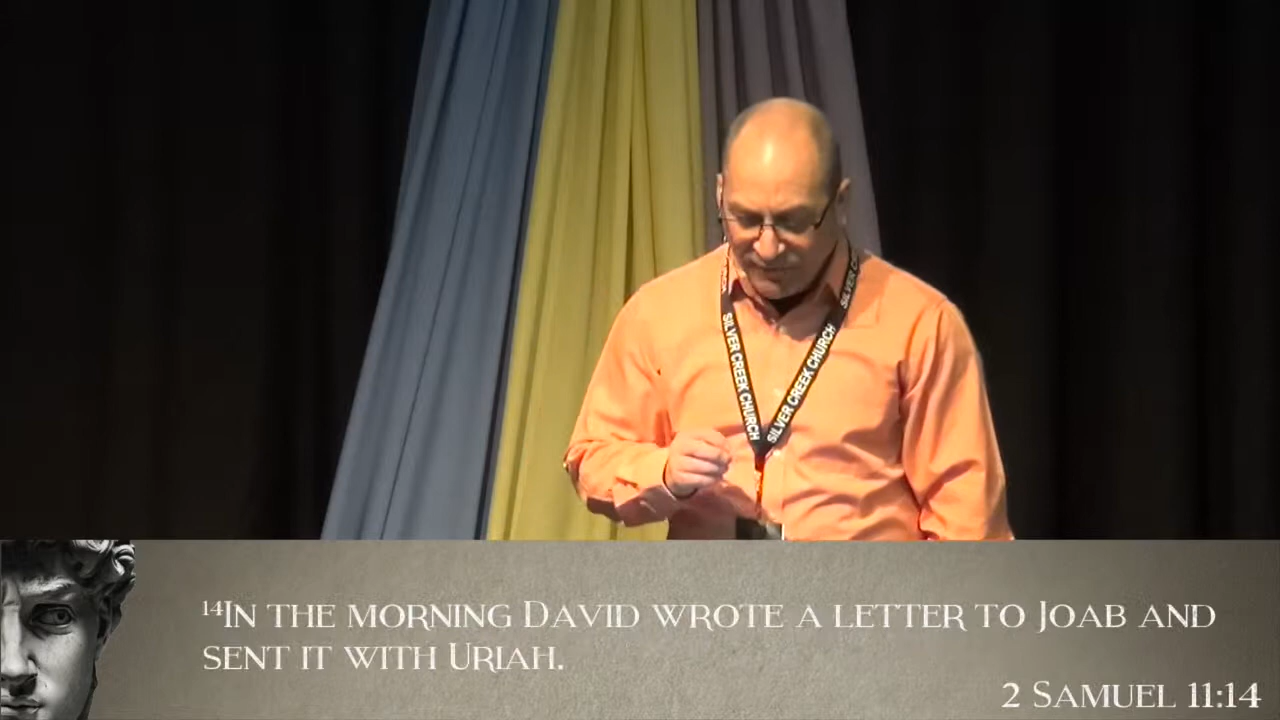 SILVER CREEK CHURCH
SILVER CREEK CHURCH
SILVER C
¹⁴In the morning David wrote a letter to Joab and
sent it with Uriah.
2 Samuel 11:14